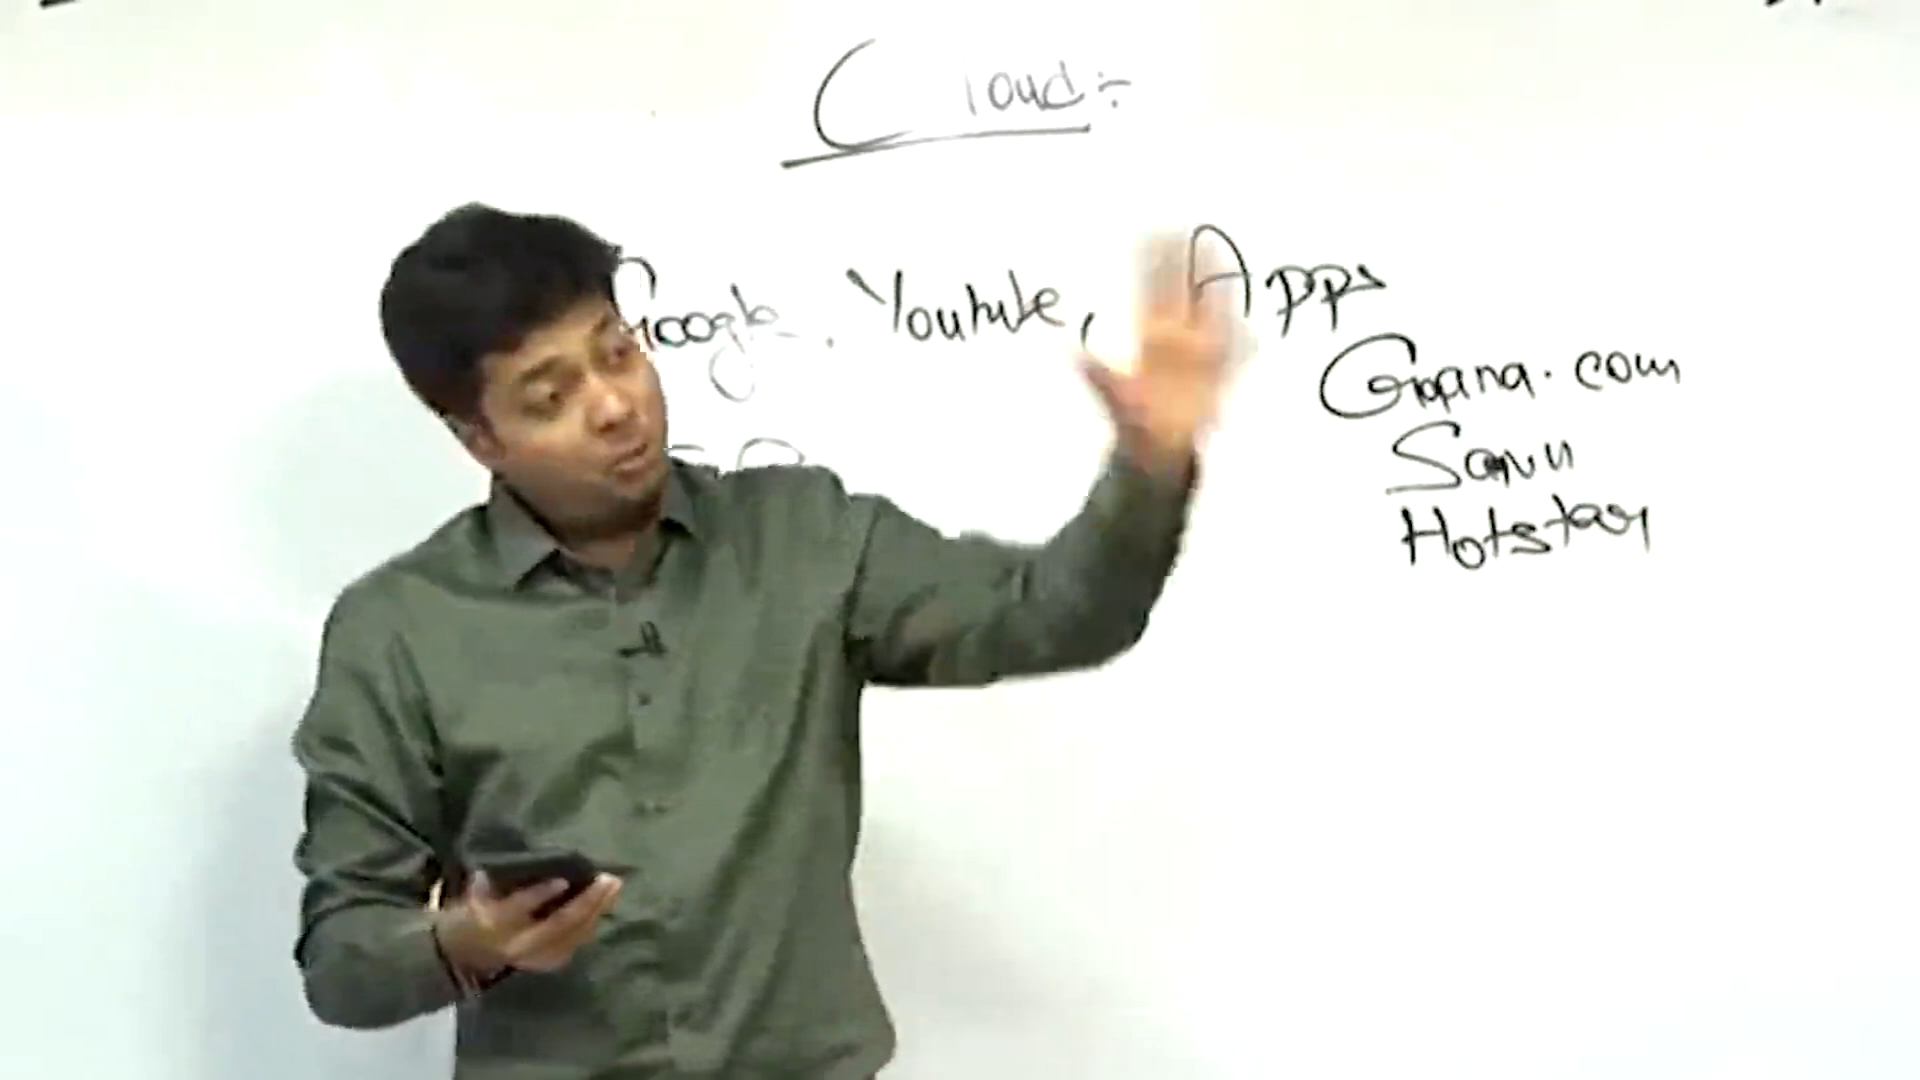 Cloud :-
Google, Youtube, Apps
Gaana.com
Saavn
Hotstar